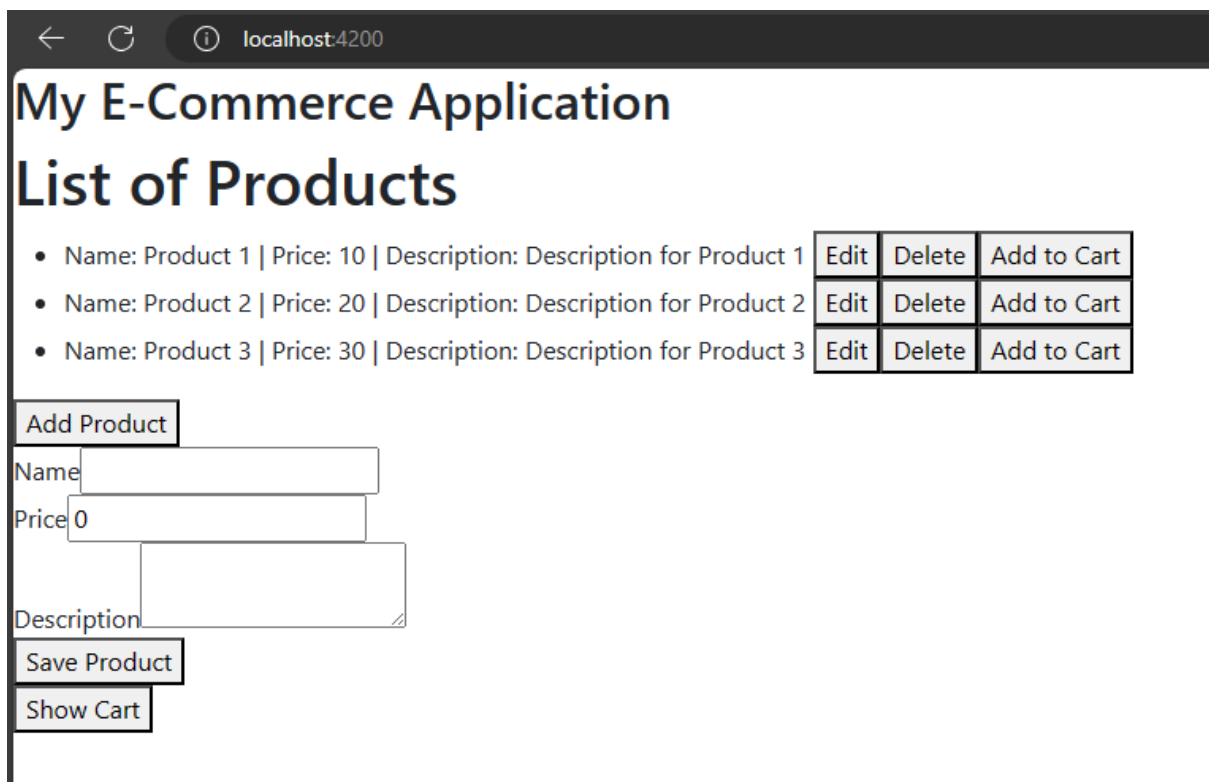 localhost:4200
My E-Commerce Application
List of Products
Name: Product 1 | Price: 10 | Description: Description for Product 1 Edit Delete Add to Cart
Name: Product 2 | Price: 20 | Description: Description for Product 2 Edit Delete Add to Cart
Name: Product 3 | Price: 30 | Description: Description for Product 3 Edit Delete Add to Cart
Add Product
Name
Price 0
Description
Save Product
Show Cart